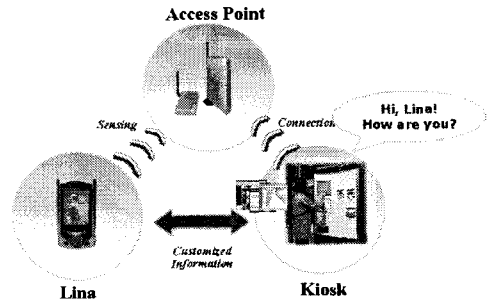 Access Point
Sensing
Connection
Hi, Lina!
How are you?
Customized
Information
Lina
Kiosk